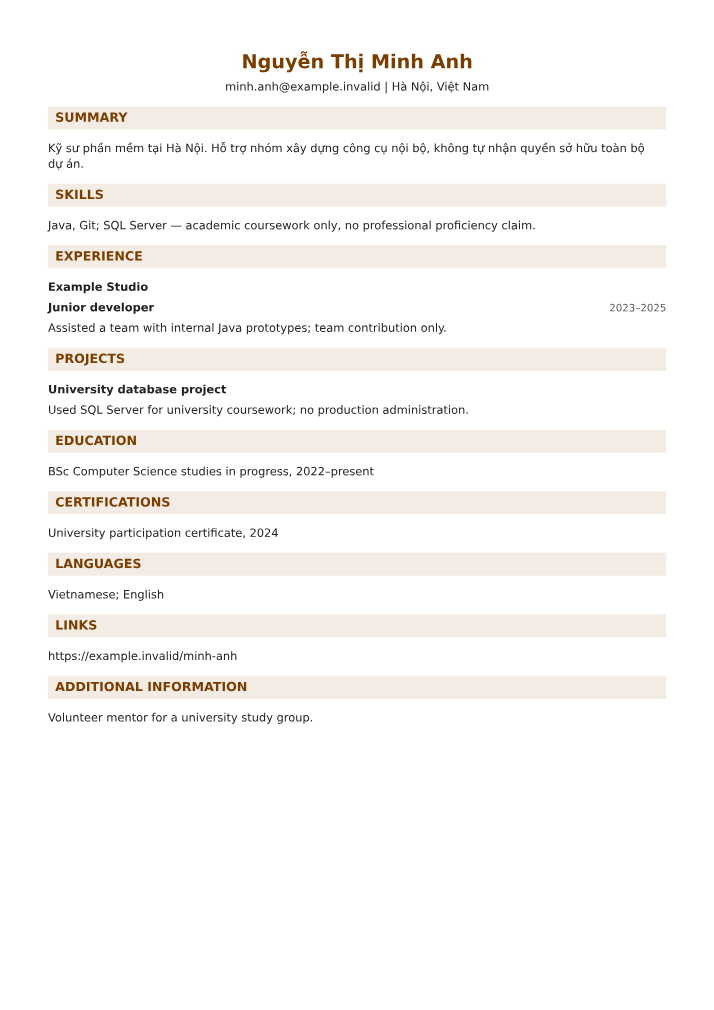 Nguyễn Thị Minh Anh
minh.anh@example.invalid | Hà Nội, Việt Nam
SUMMARY
Kỹ sư phần mềm tại Hà Nội. Hỗ trợ nhóm xây dựng công cụ nội bộ, không tự nhận quyền sở hữu toàn bộ
dự án.
SKILLS
Java, Git; SQL Server — academic coursework only, no professional proficiency claim.
EXPERIENCE
Example Studio
Junior developer 2023–2025
Assisted a team with internal Java prototypes; team contribution only.
PROJECTS
University database project
Used SQL Server for university coursework; no production administration.
EDUCATION
BSc Computer Science studies in progress, 2022–present
CERTIFICATIONS
University participation certificate, 2024
LANGUAGES
Vietnamese; English
LINKS
https://example.invalid/minh-anh
ADDITIONAL INFORMATION
Volunteer mentor for a university study group.